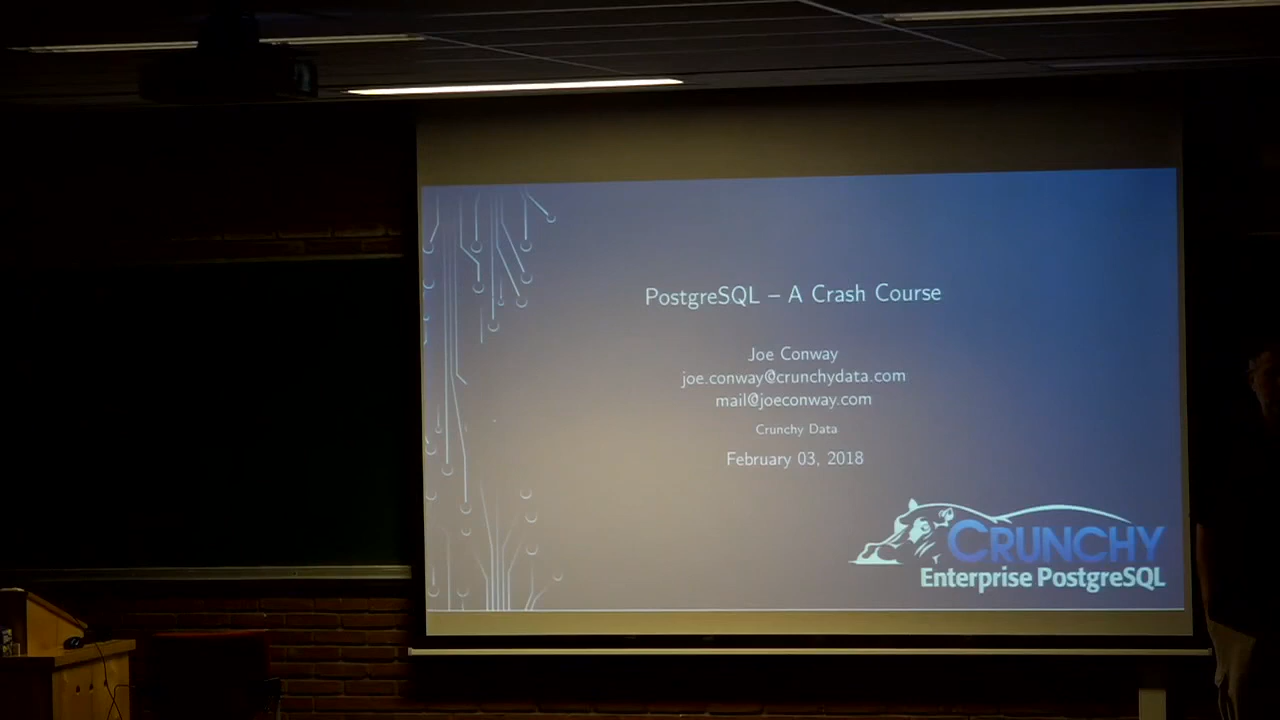 PostgreSQL – A Crash Course
Joe Conway
joe.conway@crunchydata.com
mail@joeconway.com
Crunchy Data
February 03, 2018
CRUNCHY
Enterprise PostgreSQL